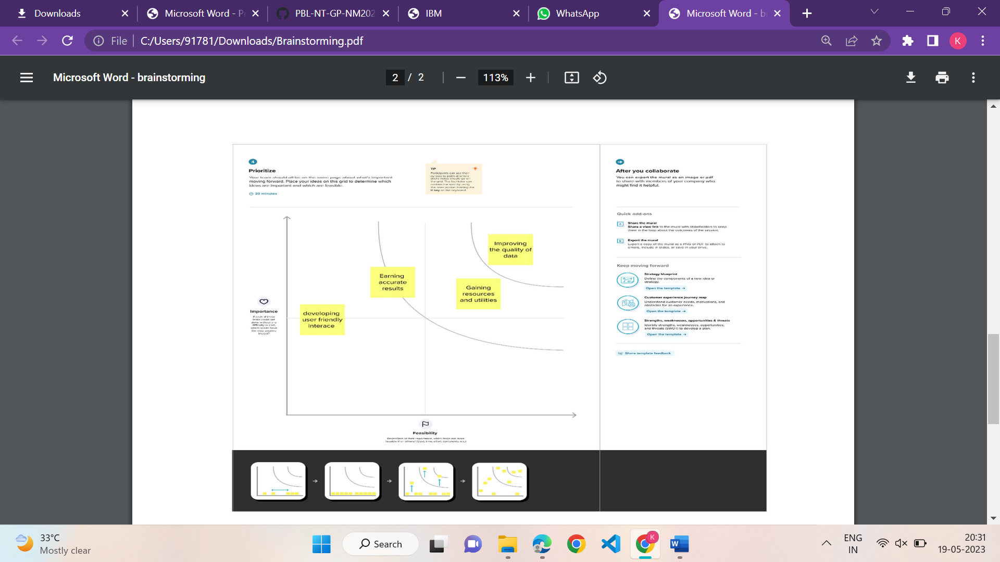 Downloads
Microsoft Word - P
PBL-NT-GP-NM202
IBM
WhatsApp
Microsoft Word - b
File
C:/Users/91781/Downloads/Brainstorming.pdf
K
Microsoft Word - brainstorming
2 / 2
113%
4
Prioritize
Your team should all be on the same page about what's important
moving forward. Place your ideas on this grid to determine which
ideas are important and which are feasible.
20 minutes
TIP
Participants can use their
cursors to point at where
sticky notes should go on
the grid. The facilitator can
confirm the spot by using
the laser pointer holding the
H key on the keyboard.
Improving
the quality of
data
Earning
accurate
results
Gaining
resources
and utilities
developing
user friendly
interace
Importance
If each of these
tasks could get
done without any
difficulty or cost,
which would have
the most positive
impact?
Feasibility
Regardless of their importance, which tasks are more
feasible than others? (Cost, time, effort, complexity, etc.)
After you collaborate
You can export the mural as an image or pdf
to share with members of your company who
might find it helpful.
Quick add-ons
A
Share the mural
Share a view link to the mural with stakeholders to keep
them in the loop about the outcomes of the session.
B
Export the mural
Export a copy of the mural as a PNG or PDF to attach to
emails, include in slides, or save in your drive.
Keep moving forward
Strategy blueprint
Define the components of a new idea or
strategy.
Open the template →
Customer experience journey map
Understand customer needs, motivations, and
obstacles for an experience.
Open the template →
Strengths, weaknesses, opportunities & threats
Identify strengths, weaknesses, opportunities,
and threats (SWOT) to develop a plan.
Open the template →
Share template feedback
33°C
Mostly clear
Search
K
W
ENG
IN
20:31
19-05-2023